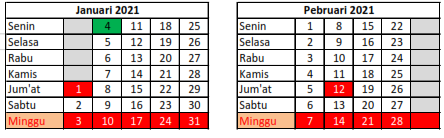 Januari 2021
Senin 4 11 18 25
Selasa 5 12 19 26
Rabu 6 13 20 27
Kamis 7 14 21 28
Jum'at 1 8 15 22 29
Sabtu 2 9 16 23 30
Minggu 3 10 17 24 31
Pebruari 2021
Senin 1 8 15 22
Selasa 2 9 16 23
Rabu 3 10 17 24
Kamis 4 11 18 25
Jum'at 5 12 19 26
Sabtu 6 13 20 27
Minggu 7 14 21 28